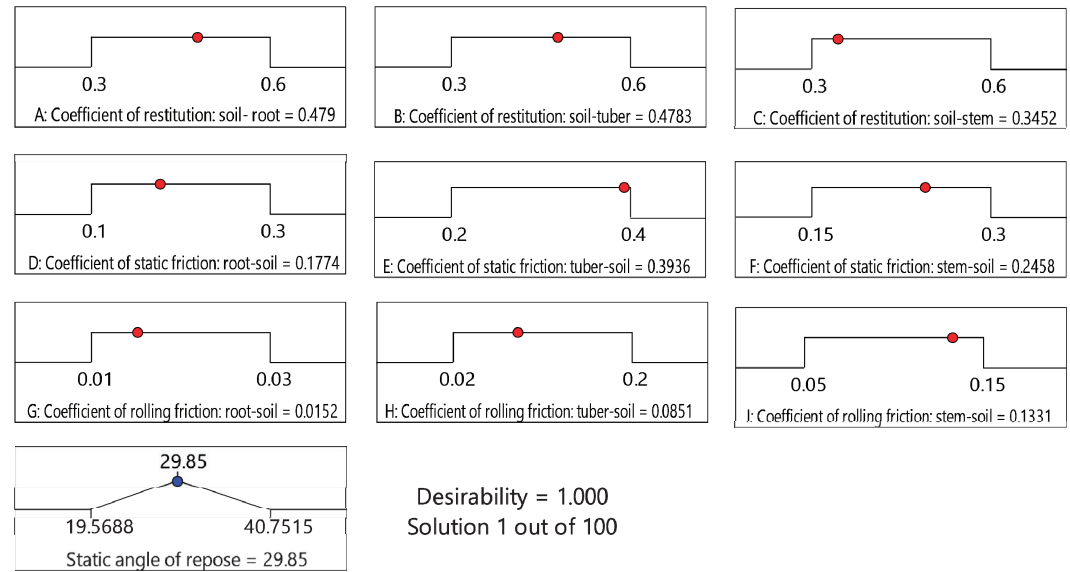 0.3 0.6
A: Coefficient of restitution: soil- root = 0.479
0.3 0.6
B: Coefficient of restitution: soil-tuber = 0.4783
0.3 0.6
C: Coefficient of restitution: soil-stem = 0.3452
0.1 0.3
D: Coefficient of static friction: root-soil = 0.1774
0.2 0.4
E: Coefficient of static friction: tuber-soil = 0.3936
0.15 0.3
F: Coefficient of static friction: stem-soil = 0.2458
0.01 0.03
G: Coefficient of rolling friction: root-soil = 0.0152
0.02 0.2
H: Coefficient of rolling friction: tuber-soil = 0.0851
0.05 0.15
J: Coefficient of rolling friction: stem-soil = 0.1331
29.85
19.5688 40.7515
Static angle of repose = 29.85
Desirability = 1.000
Solution 1 out of 100